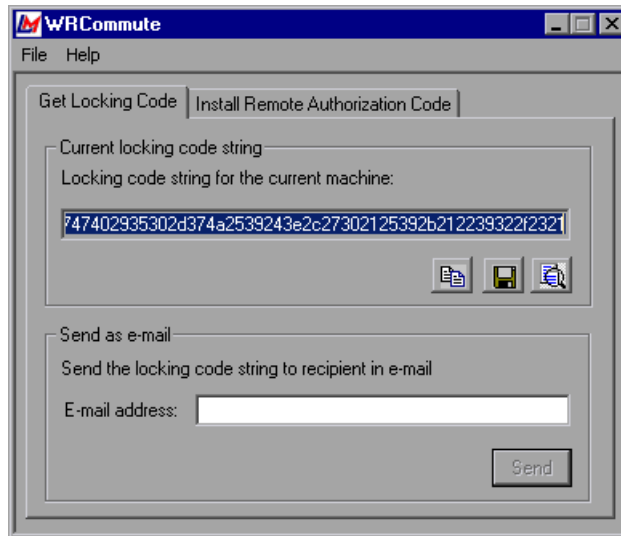 WRCommute
File Help
Get Locking Code Install Remote Authorization Code
Current locking code string
Locking code string for the current machine:
747402935302d374a2539243e2c27302125392b212239322f2321
Send as e-mail
Send the locking code string to recipient in e-mail
E-mail address:
Send